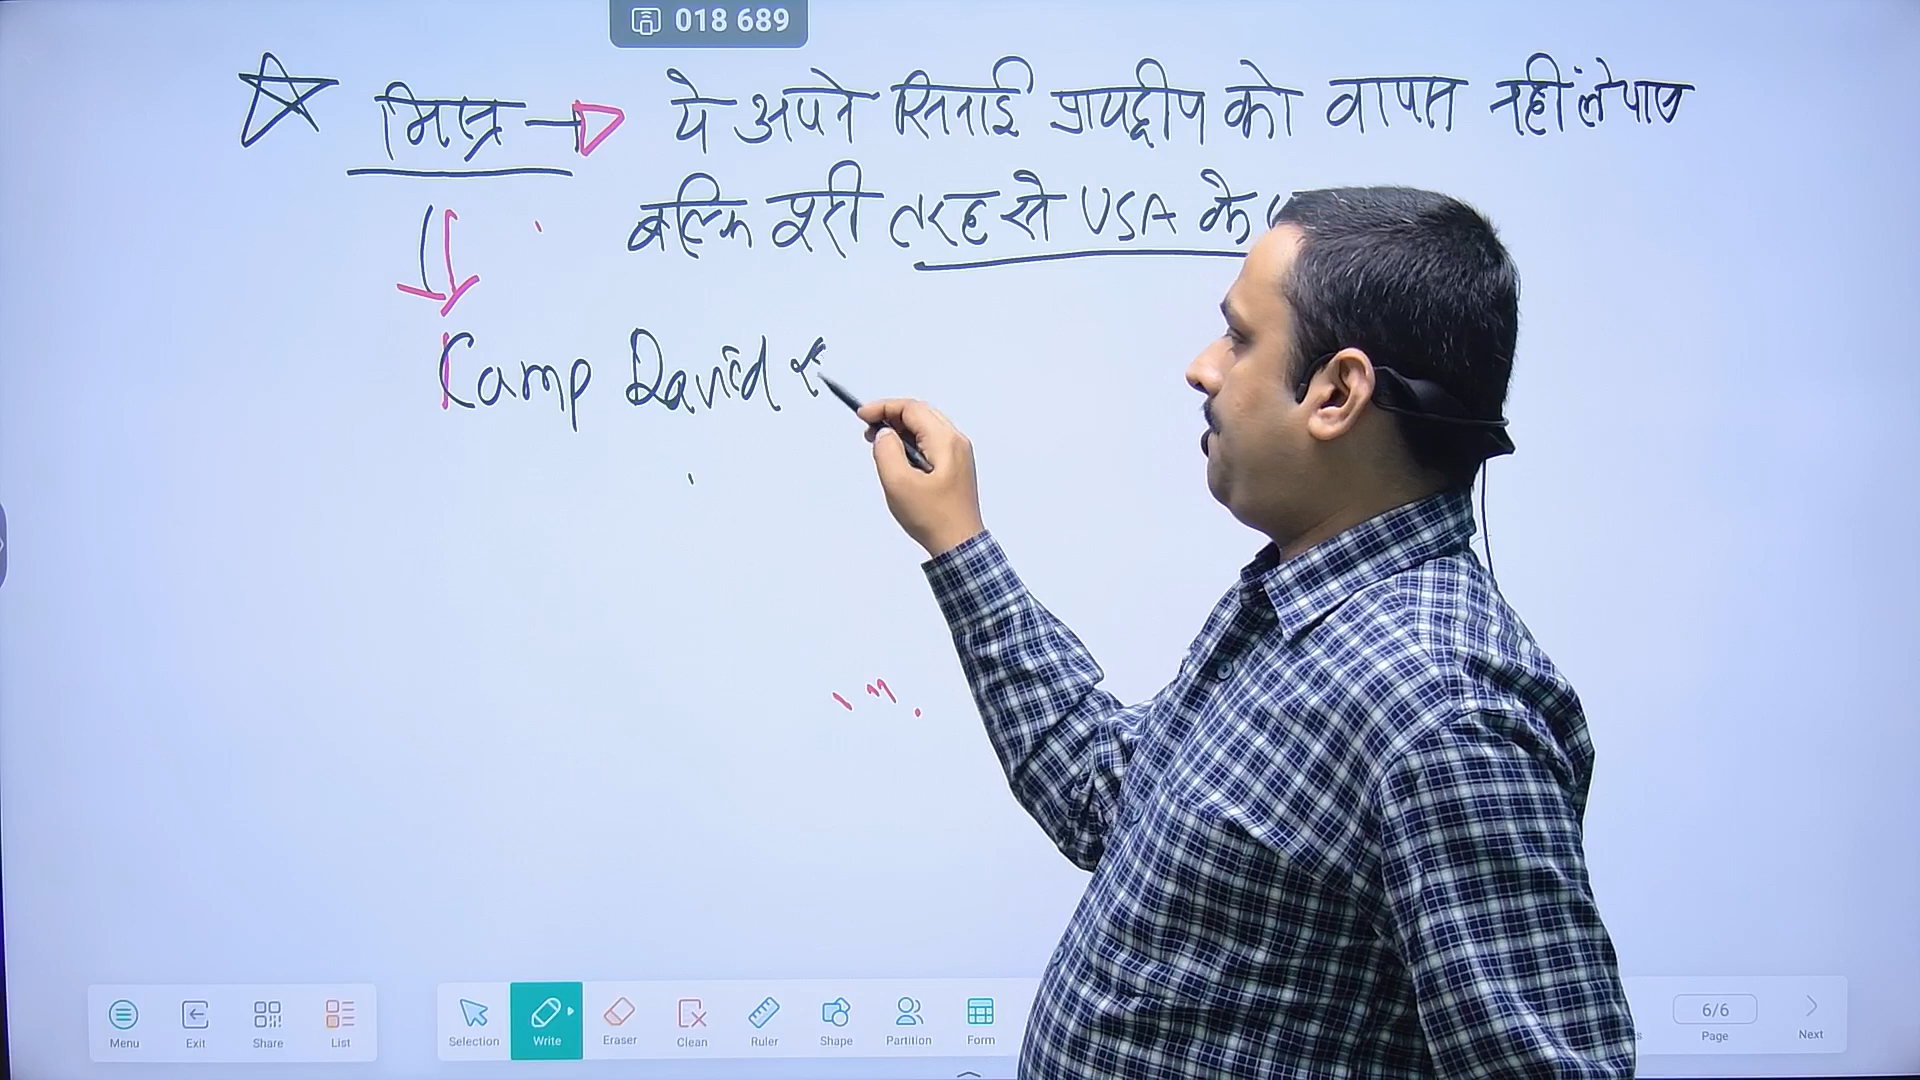 018 689
मिस्र → ये अपने सिनाई प्रायद्वीप को वापस नहीं ले पाए
बल्कि पूरी तरह से USA के
Camp David
Menu Exit Share List Selection Write Eraser Clean Ruler Shape Partition Form 6/6 Page Next